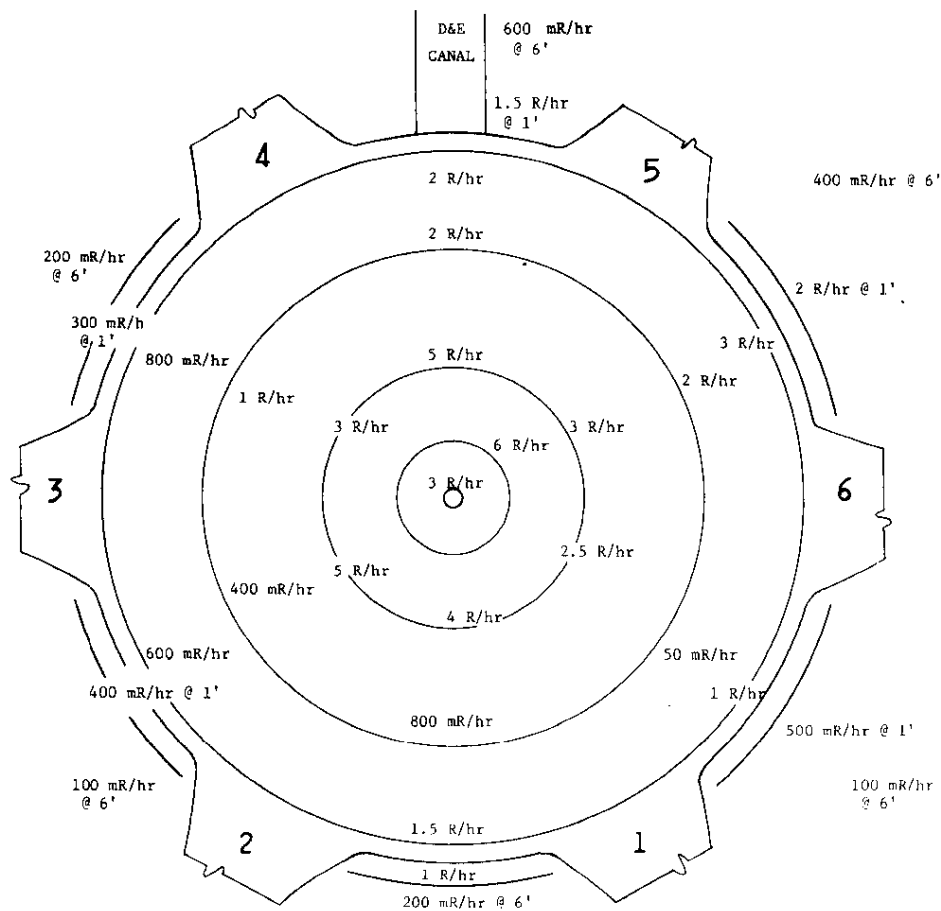 D&E
CANAL
600 mR/hr
@ 6'
1.5 R/hr
@ 1'
4
5
2 R/hr
400 mR/hr @ 6'
2 R/hr
200 mR/hr
@ 6'
2 R/hr @ 1'
300 mR/h
@ 1'
3 R/hr
800 mR/hr
5 R/hr
2 R/hr
1 R/hr
3 R/hr
3 R/hr
6 R/hr
3 R/hr
3
6
2.5 R/hr
5 R/hr
400 mR/hr
4 R/hr
600 mR/hr
50 mR/hr
400 mR/hr @ 1'
1 R/hr
800 mR/hr
500 mR/hr @ 1'
100 mR/hr
@ 6'
100 mR/hr
@ 6'
1.5 R/hr
2
1
1 R/hr
200 mR/hr @ 6'